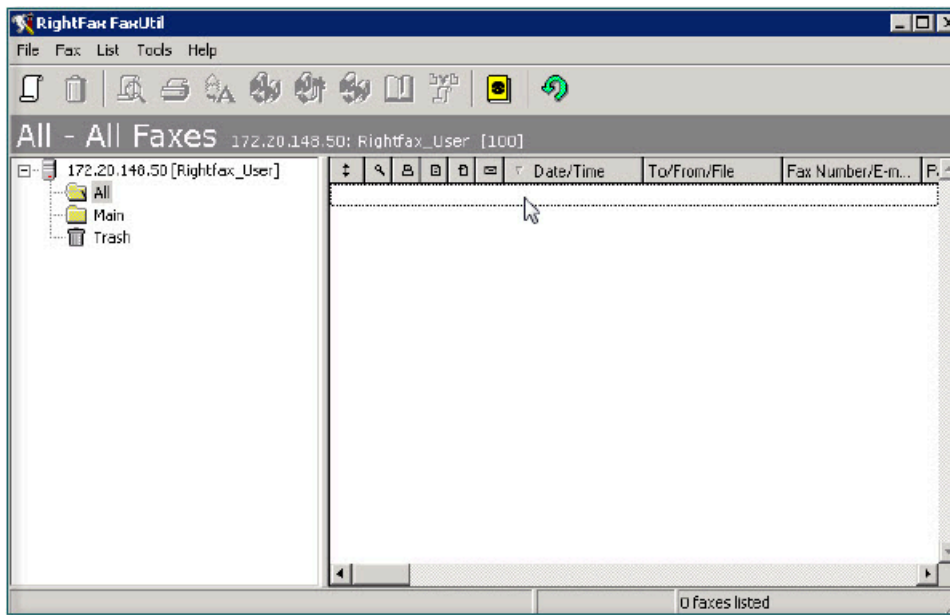 RightFax FaxUtil
File Fax List Tools Help
All - All Faxes 172.20.148.50: Rightfax_User [100]
172.20.148.50 [Rightfax_User]
All
Main
Trash
Date/Time To/From/File Fax Number/E-m...
0 faxes listed